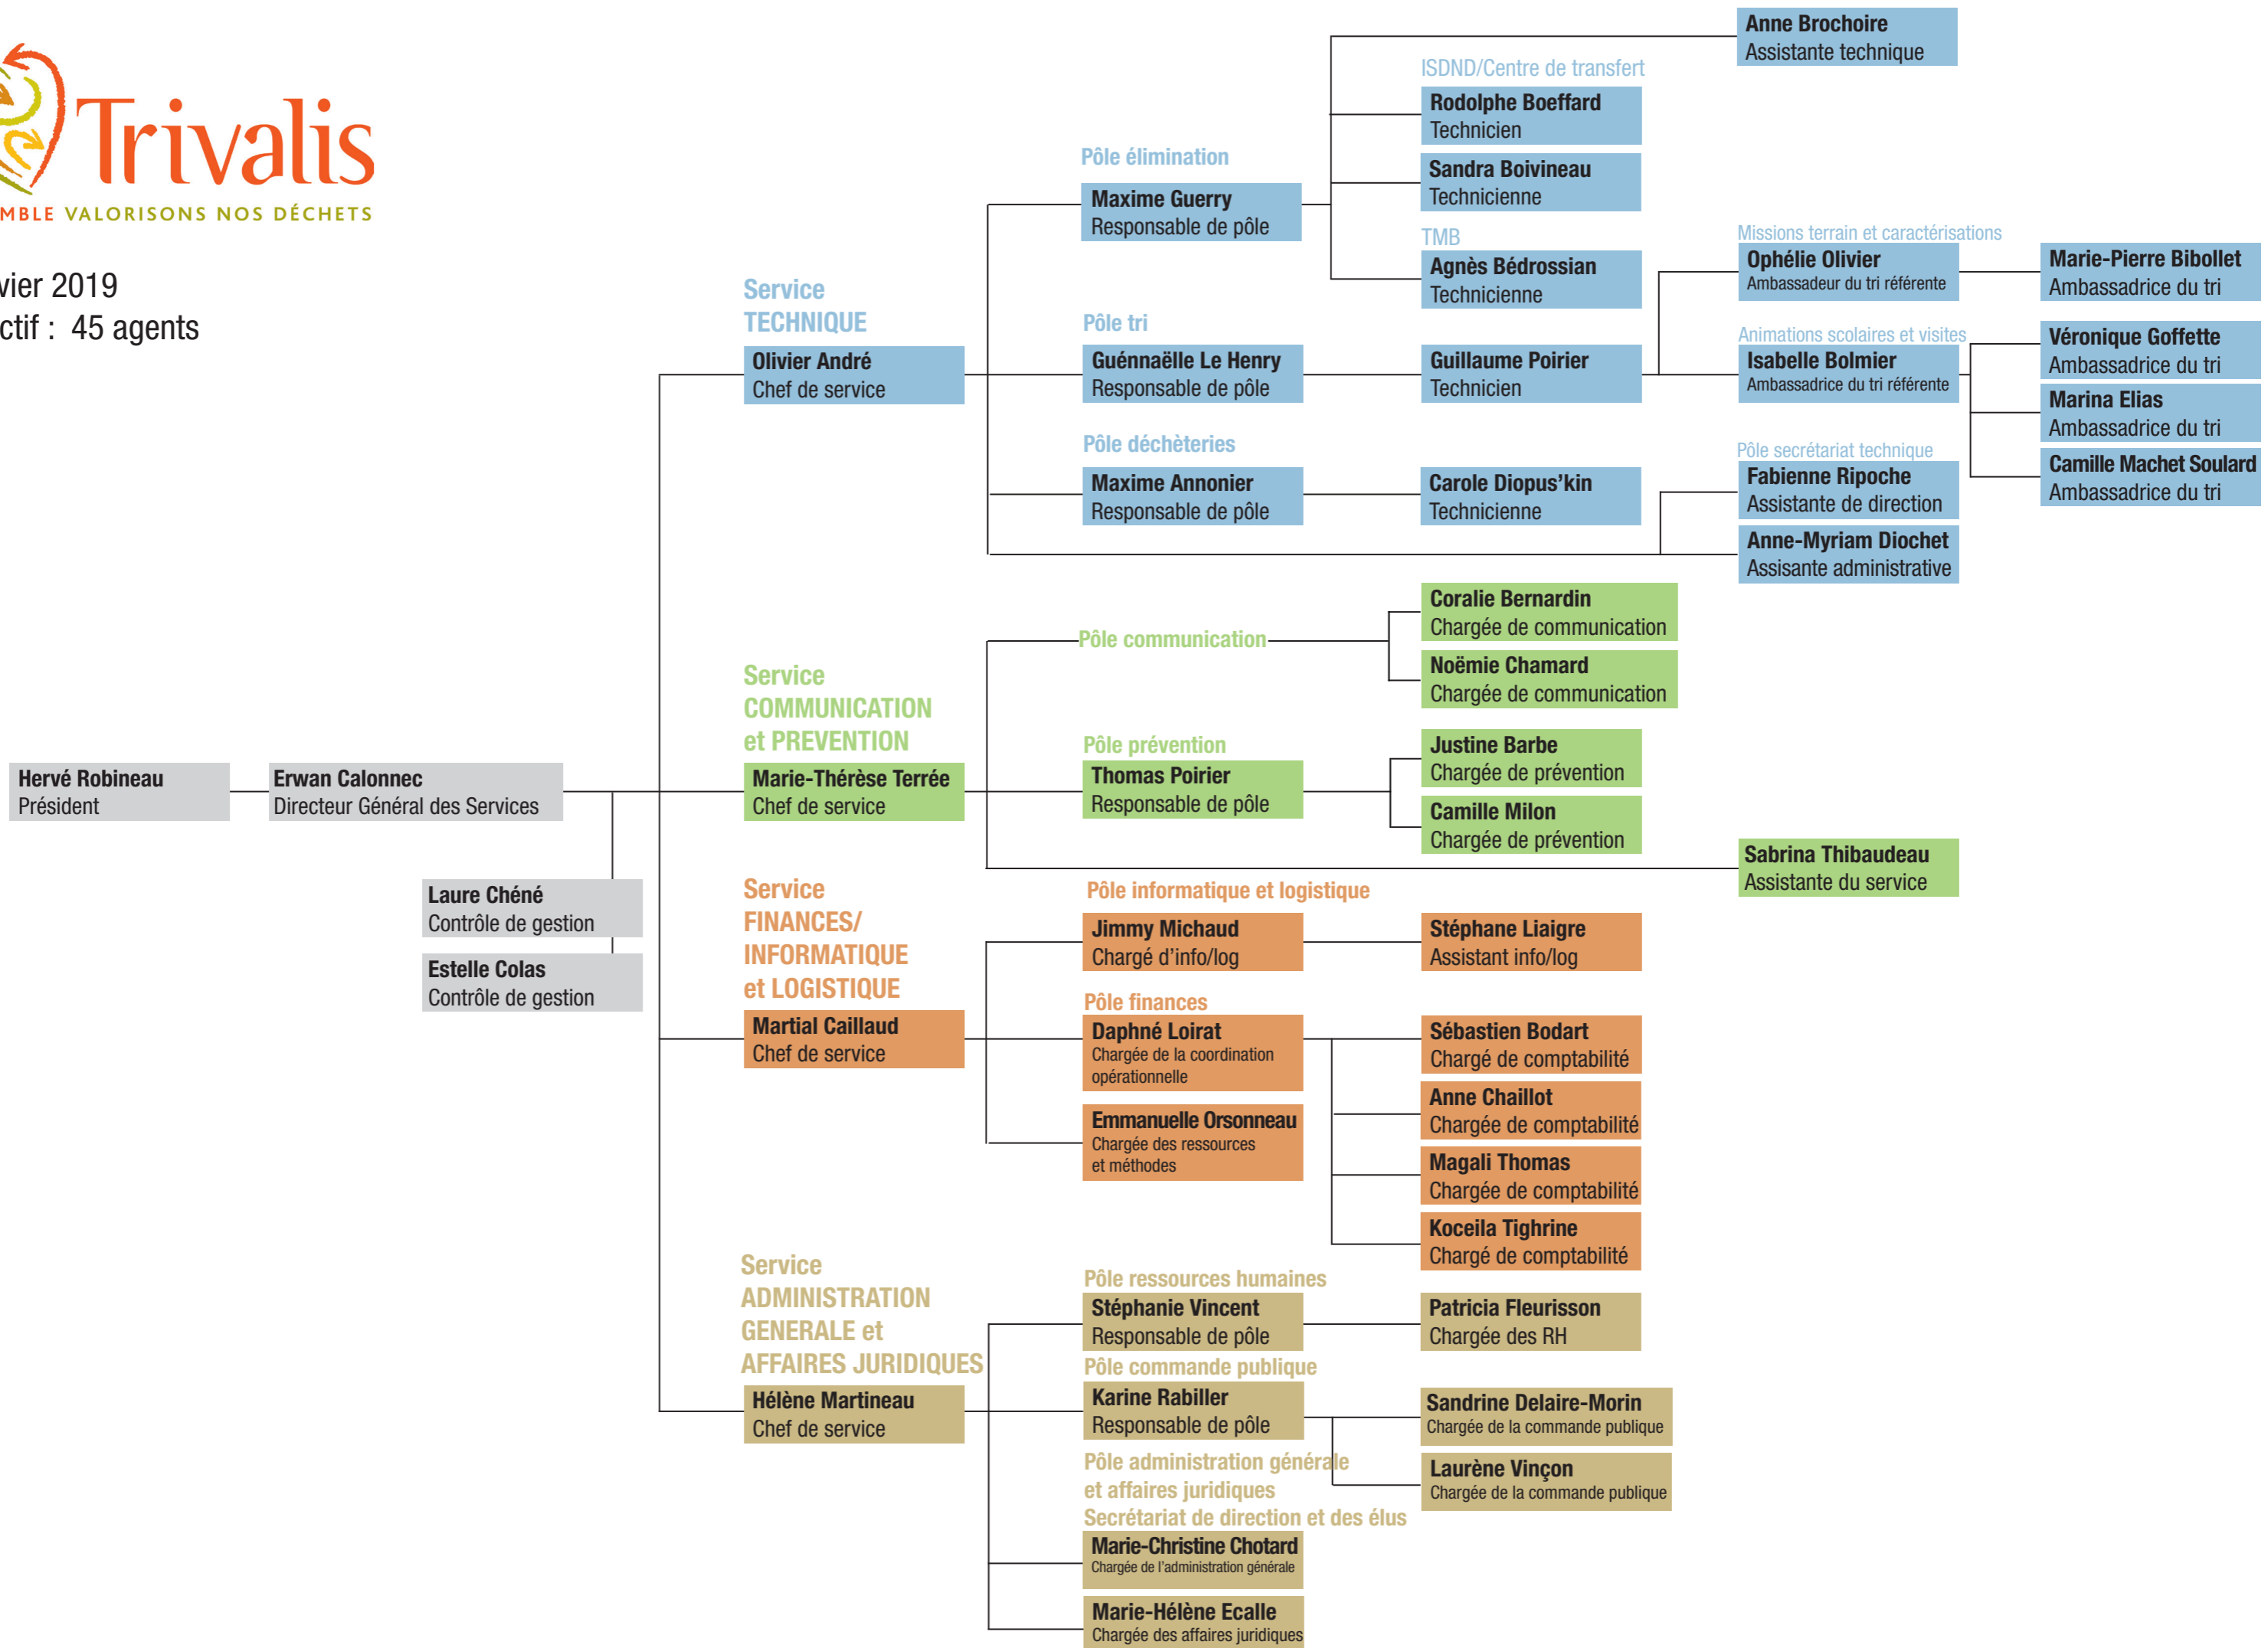 Trivalis
MBLE VALORISONS NOS DÉCHETS
vier 2019
ctif : 45 agents
Hervé Robineau
Président
Erwan Calonnec
Directeur Général des Services
Laure Chéné
Contrôle de gestion
Estelle Colas
Contrôle de gestion
Service
TECHNIQUE
Olivier André
Chef de service
Pôle élimination
Maxime Guerry
Responsable de pôle
Anne Brochoire
Assistante technique
ISDND/Centre de transfert
Rodolphe Boeffard
Technicien
Sandra Boivineau
Technicienne
TMB
Agnès Bédrossian
Technicienne
Pôle tri
Guénnaëlle Le Henry
Responsable de pôle
Guillaume Poirier
Technicien
Missions terrain et caractérisations
Ophélie Olivier
Ambassadeur du tri référente
Marie-Pierre Bibollet
Ambassadrice du tri
Animations scolaires et visites
Isabelle Bolmier
Ambassadrice du tri référente
Véronique Goffette
Ambassadrice du tri
Marina Elias
Ambassadrice du tri
Camille Machet Soulard
Ambassadrice du tri
Pôle déchèteries
Maxime Annonier
Responsable de pôle
Carole Diopus'kin
Technicienne
Pôle secrétariat technique
Fabienne Ripoche
Assistante de direction
Anne-Myriam Diochet
Assisante administrative
Service
COMMUNICATION
et PREVENTION
Marie-Thérèse Terrée
Chef de service
Pôle communication
Coralie Bernardin
Chargée de communication
Noëmie Chamard
Chargée de communication
Pôle prévention
Thomas Poirier
Responsable de pôle
Justine Barbe
Chargée de prévention
Camille Milon
Chargée de prévention
Sabrina Thibaudeau
Assistante du service
Service
FINANCES/
INFORMATIQUE
et LOGISTIQUE
Martial Caillaud
Chef de service
Pôle informatique et logistique
Jimmy Michaud
Chargé d'info/log
Stéphane Liaigre
Assistant info/log
Pôle finances
Daphné Loirat
Chargée de la coordination
opérationnelle
Emmanuelle Orsonneau
Chargée des ressources
et méthodes
Sébastien Bodart
Chargé de comptabilité
Anne Chaillot
Chargée de comptabilité
Magali Thomas
Chargée de comptabilité
Koceila Tighrine
Chargé de comptabilité
Service
ADMINISTRATION
GENERALE et
AFFAIRES JURIDIQUES
Hélène Martineau
Chef de service
Pôle ressources humaines
Stéphanie Vincent
Responsable de pôle
Patricia Fleurisson
Chargée des RH
Pôle commande publique
Karine Rabiller
Responsable de pôle
Sandrine Delaire-Morin
Chargée de la commande publique
Laurène Vinçon
Chargée de la commande publique
Pôle administration générale
et affaires juridiques
Secrétariat de direction et des élus
Marie-Christine Chotard
Chargée de l'administration générale
Marie-Hélène Ecalle
Chargée des affaires juridiques